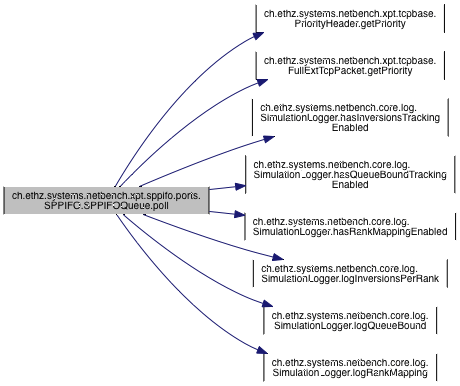 ch.ethz.systems.netbench.xpt.tcpbase.
PriorityHeader.getPriority
ch.ethz.systems.netbench.xpt.tcpbase.
FullExtTcpPacket.getPriority
ch.ethz.systems.netbench.core.log.
SimulationLogger.hasInversionsTracking
Enabled
ch.ethz.systems.netbench.core.log.
SimulationLogger.hasQueueBoundTracking
Enabled
ch.ethz.systems.netbench.xpt.sppifo.ports.
SPPIFO.SPPIFOQueue.poll
ch.ethz.systems.netbench.core.log.
SimulationLogger.hasRankMappingEnabled
ch.ethz.systems.netbench.core.log.
SimulationLogger.logInversionsPerRank
ch.ethz.systems.netbench.core.log.
SimulationLogger.logQueueBound
ch.ethz.systems.netbench.core.log.
SimulationLogger.logRankMapping